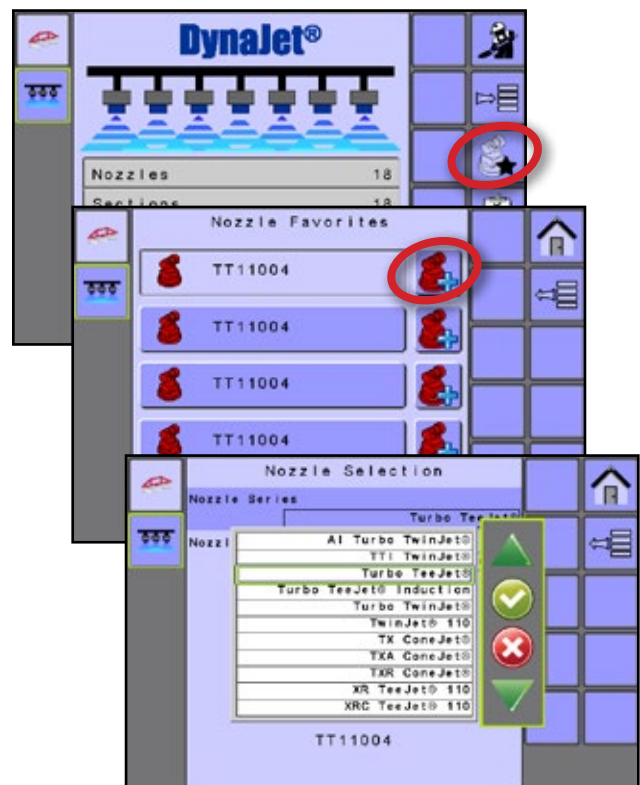 DynaJet®
Nozzles 18
Sections 18
Nozzle Favorites
TT11004
TT11004
TT11004
TT11004
Nozzle Selection
Nozzle Series
Turbo TeeJet®
Nozzl
AI Turbo TwinJet®
TTI TwinJet®
Turbo TeeJet®
Turbo TeeJet® Induction
Turbo TwinJet®
TwinJet® 110
TX ConeJet®
TXA ConeJet®
TXR ConeJet®
XR TeeJet® 110
XRC TeeJet® 110
TT11004